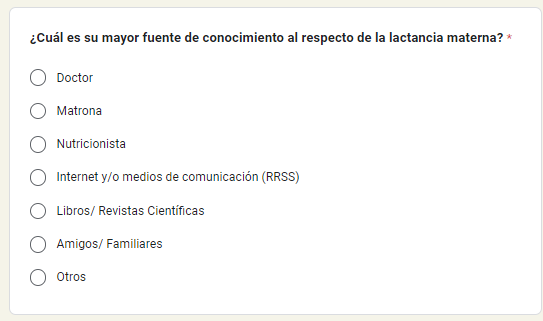 ¿Cuál es su mayor fuente de conocimiento al respecto de la lactancia materna? *
Doctor
Matrona
Nutricionista
Internet y/o medios de comunicación (RRSS)
Libros/ Revistas Científicas
Amigos/ Familiares
Otros